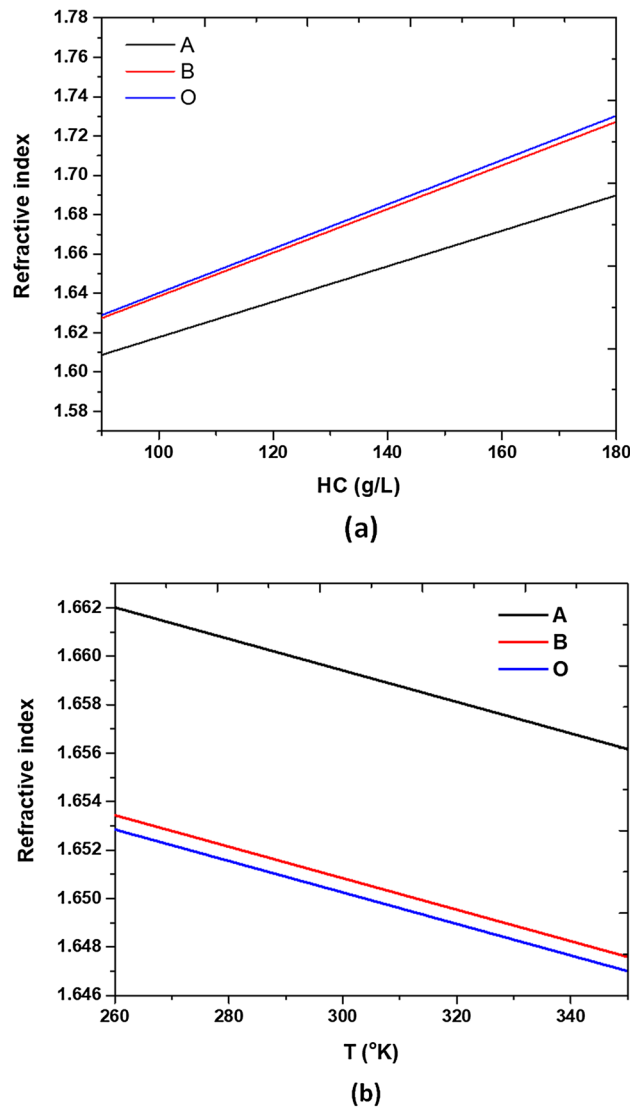 1.78
1.76
1.74
1.72
1.70
1.68
1.66
1.64
1.62
1.60
1.58
Refractive index
A
B
O
100 120 140 160 180
HC (g/L)
(a)
1.662
1.660
1.658
1.656
1.654
1.652
1.650
1.648
1.646
Refractive index
A
B
O
260 280 300 320 340
T (°K)
(b)